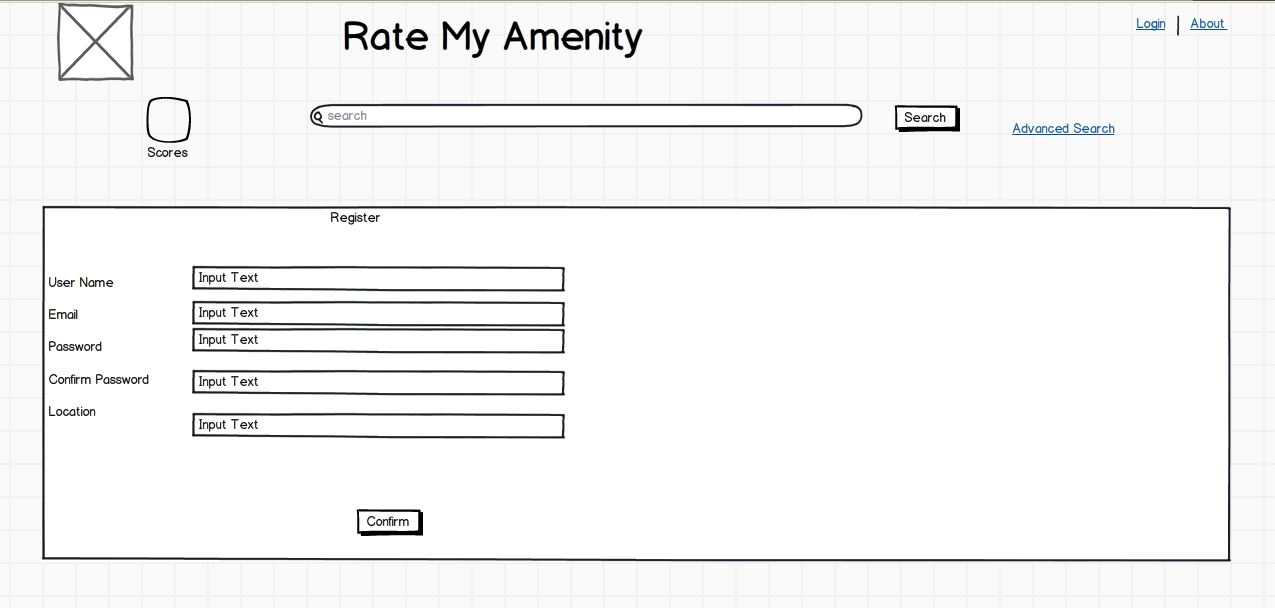 Rate My Amenity
Login | About
search
Search
Advanced Search
Scores
Register
User Name
Input Text
Email
Input Text
Password
Input Text
Confirm Password
Input Text
Location
Input Text
Confirm